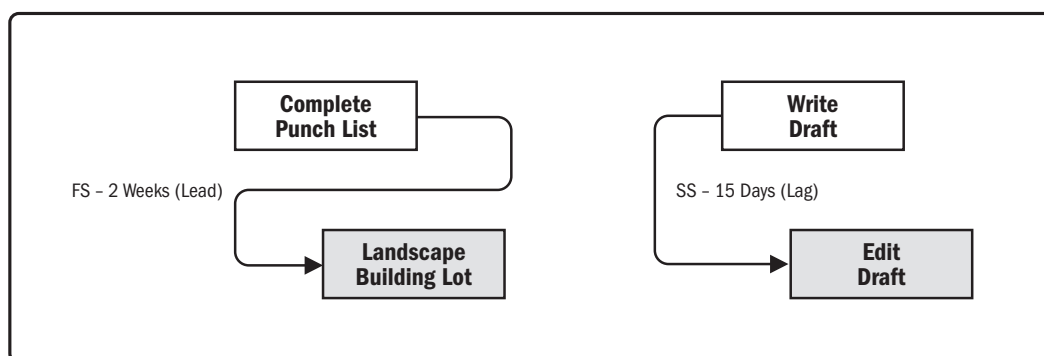 Complete
Punch List
Write
Draft
FS – 2 Weeks (Lead)
SS – 15 Days (Lag)
Landscape
Building Lot
Edit
Draft